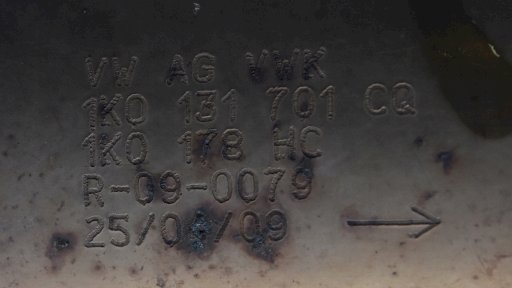 VW AG VWK
1K0 131 701 CQ
1K0 178 HC
R-09-0079